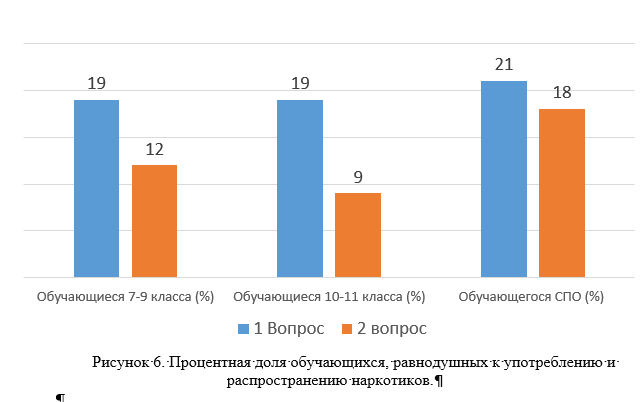 21
19
19
18
12
9
Обучающиеся 7-9 класса (%)
Обучающиеся 10-11 класса (%)
Обучающегося СПО (%)
1 Вопрос
2 вопрос
Рисунок·6.·Процентная·доля·обучающихся,·равнодушных·к·употреблению·и·
распространению·наркотиков.¶
¶